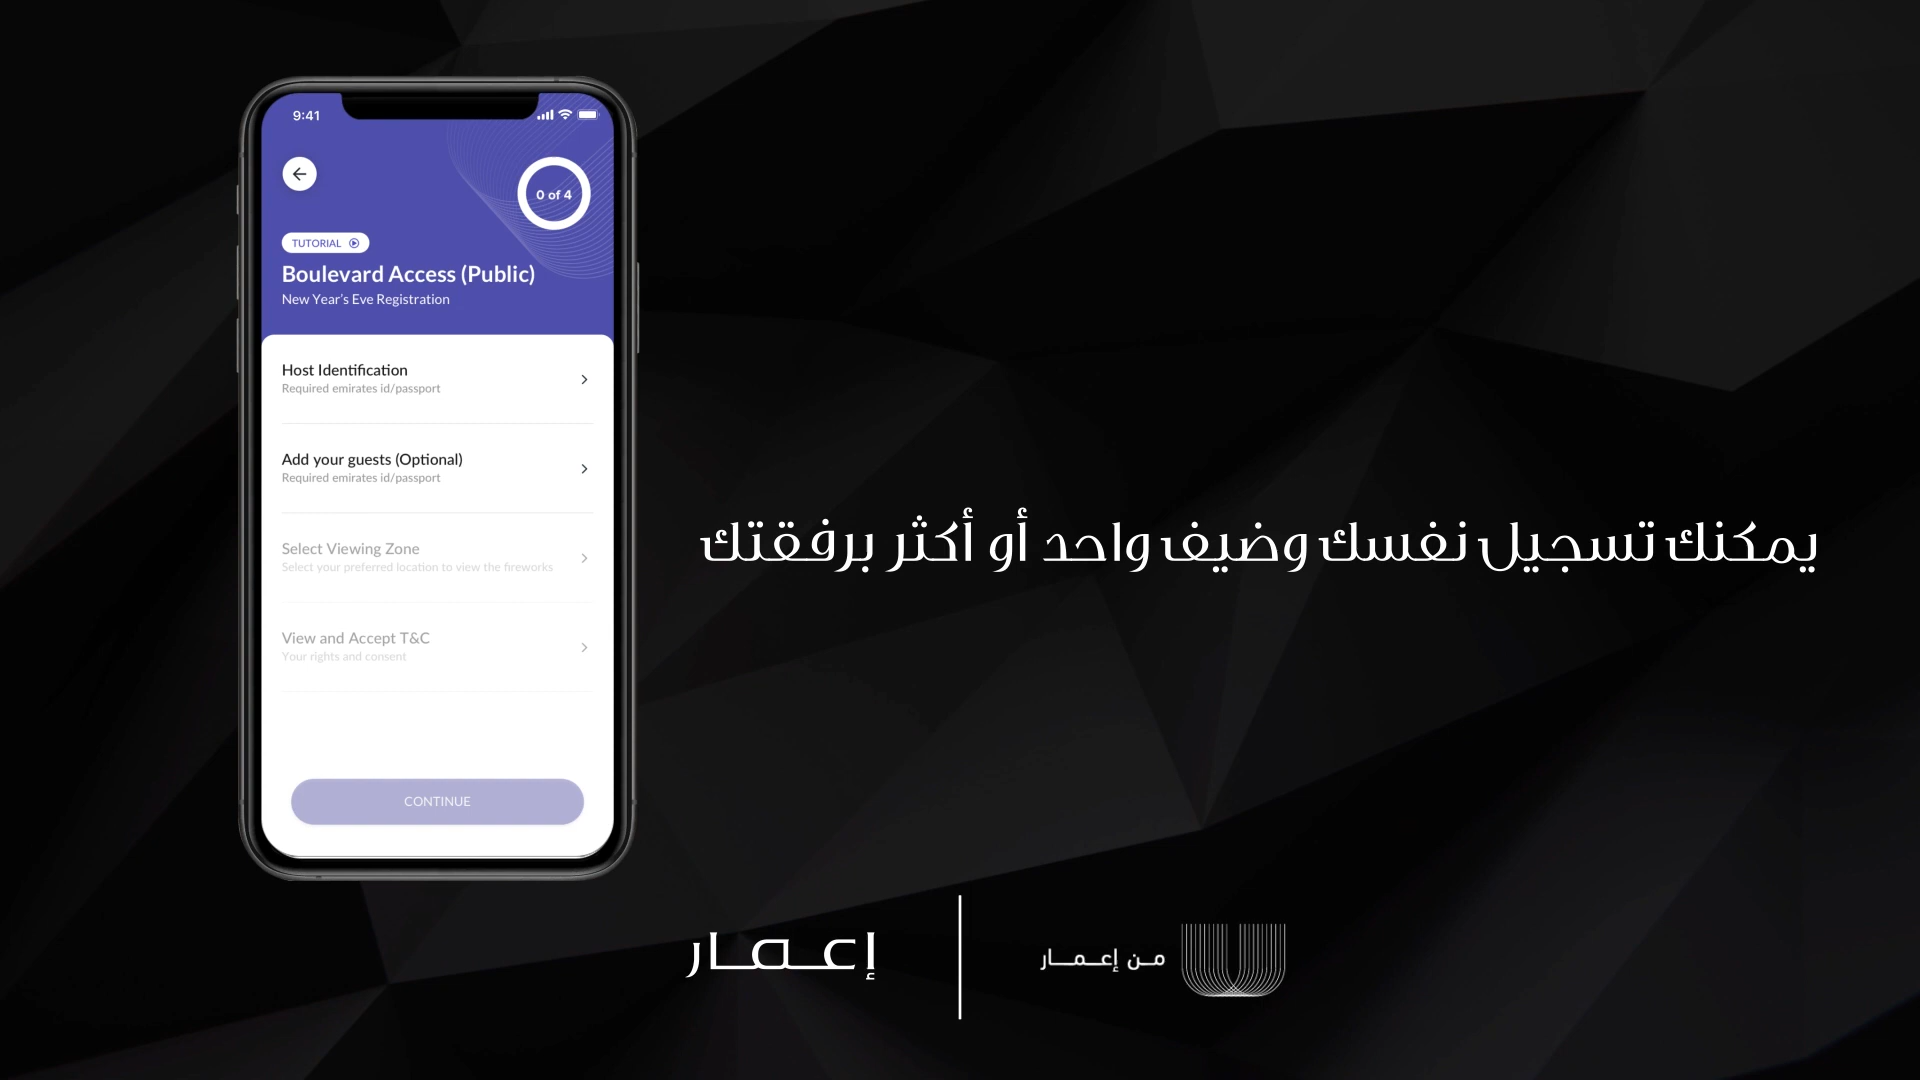 9:41
0 of 4
TUTORIAL
Boulevard Access (Public)
New Year's Eve Registration
Host Identification
Required emirates id/passport
Add your guests (Optional)
Required emirates id/passport
Select Viewing Zone
Select your preferred location to view the fireworks
View and Accept T&C
Your rights and consent
CONTINUE
يمكنك تسجيل نفسك وضيف واحد أو أكثر برفقتك
إعمار
من إعمار